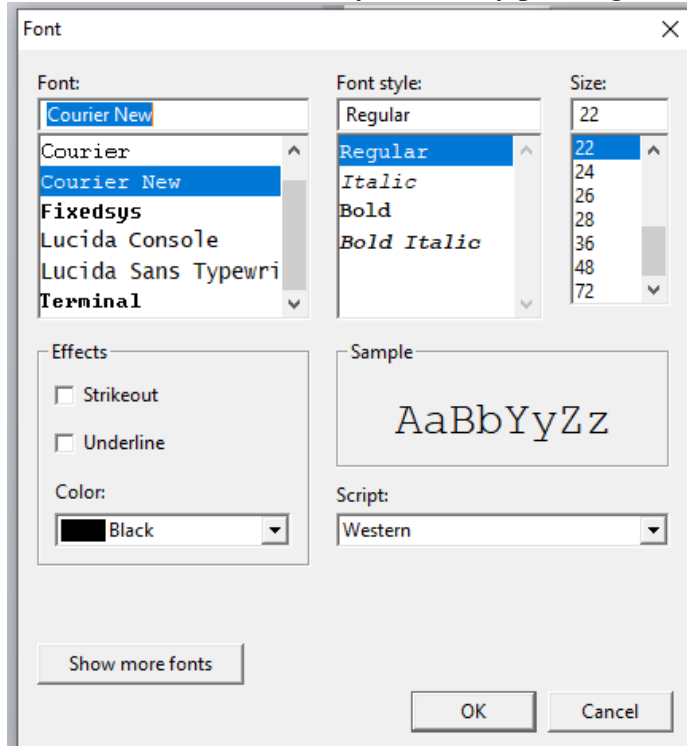 Font
Font:
Font style:
Size:
Courier New
Regular
22
Courier
Courier New
Fixedsys
Lucida Console
Lucida Sans Typewri
Terminal
Regular
Italic
Bold
Bold Italic
22
24
26
28
36
48
72
Effects
Strikeout
Underline
Color:
Black
Sample
AaBbYyZz
Script:
Western
Show more fonts
OK
Cancel